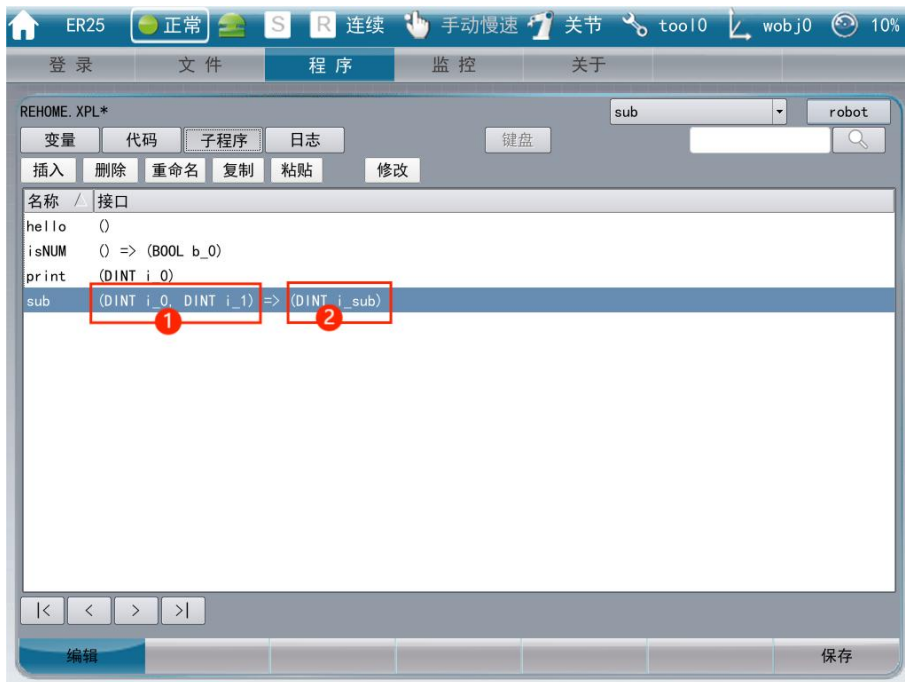 ER25 正常 S R 连续 手动慢速 关节 tool0 wobj0 10%
登录 文件 程序 监控 关于
REHOME.XPL* sub robot
变量 代码 子程序 日志 键盘
插入 删除 重命名 复制 粘贴 修改
名称 接口
hello ()
isNUM () => (BOOL b_0)
print (DINT i_0)
sub (DINT i_0, DINT i_1) => (DINT i_sub)
1 2
|< < > >|
编辑 保存